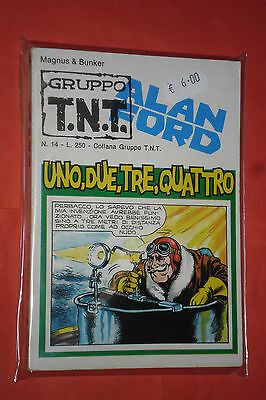 Magnus & Bunker
€ 6.00
GRUPPO
T.N.T.
ALAN
FORD
N. 14 - L. 250 - Collana Gruppo T.N.T.
UNO, DUE, TRE, QUATTRO
PERBACCO, LO SAPEVO CHE LA
MIA INVENZIONE AVREBBE FUN-
ZIONATO. ORA VEDO BENISSIMO
SINO A TRE METRI DI DISTANZA
PROPRIO COME AD OCCHIO
NUDO...